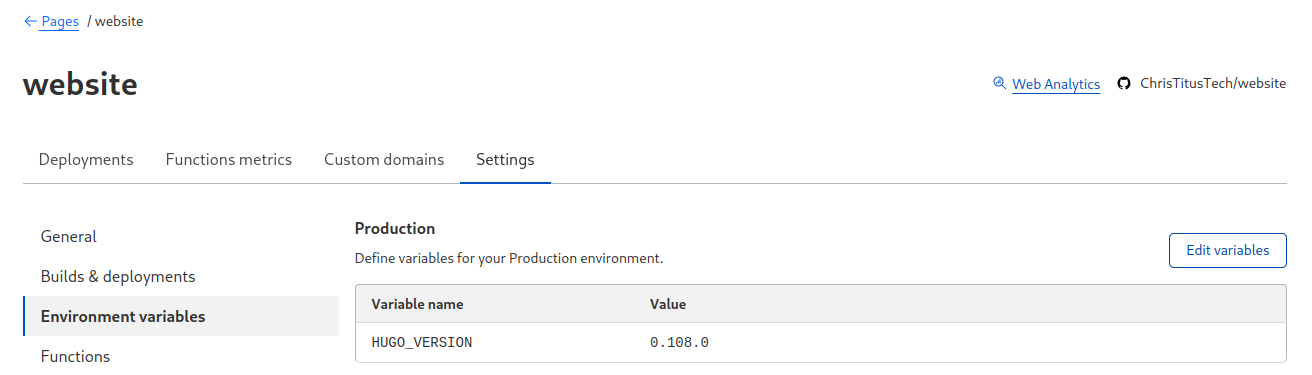 Pages / website
website
Web Analytics ChrisTitusTech/website
Deployments Functions metrics Custom domains Settings
General
Builds & deployments
Environment variables
Functions
Production
Define variables for your Production environment.
Edit variables
Variable name Value
HUGO_VERSION 0.108.0